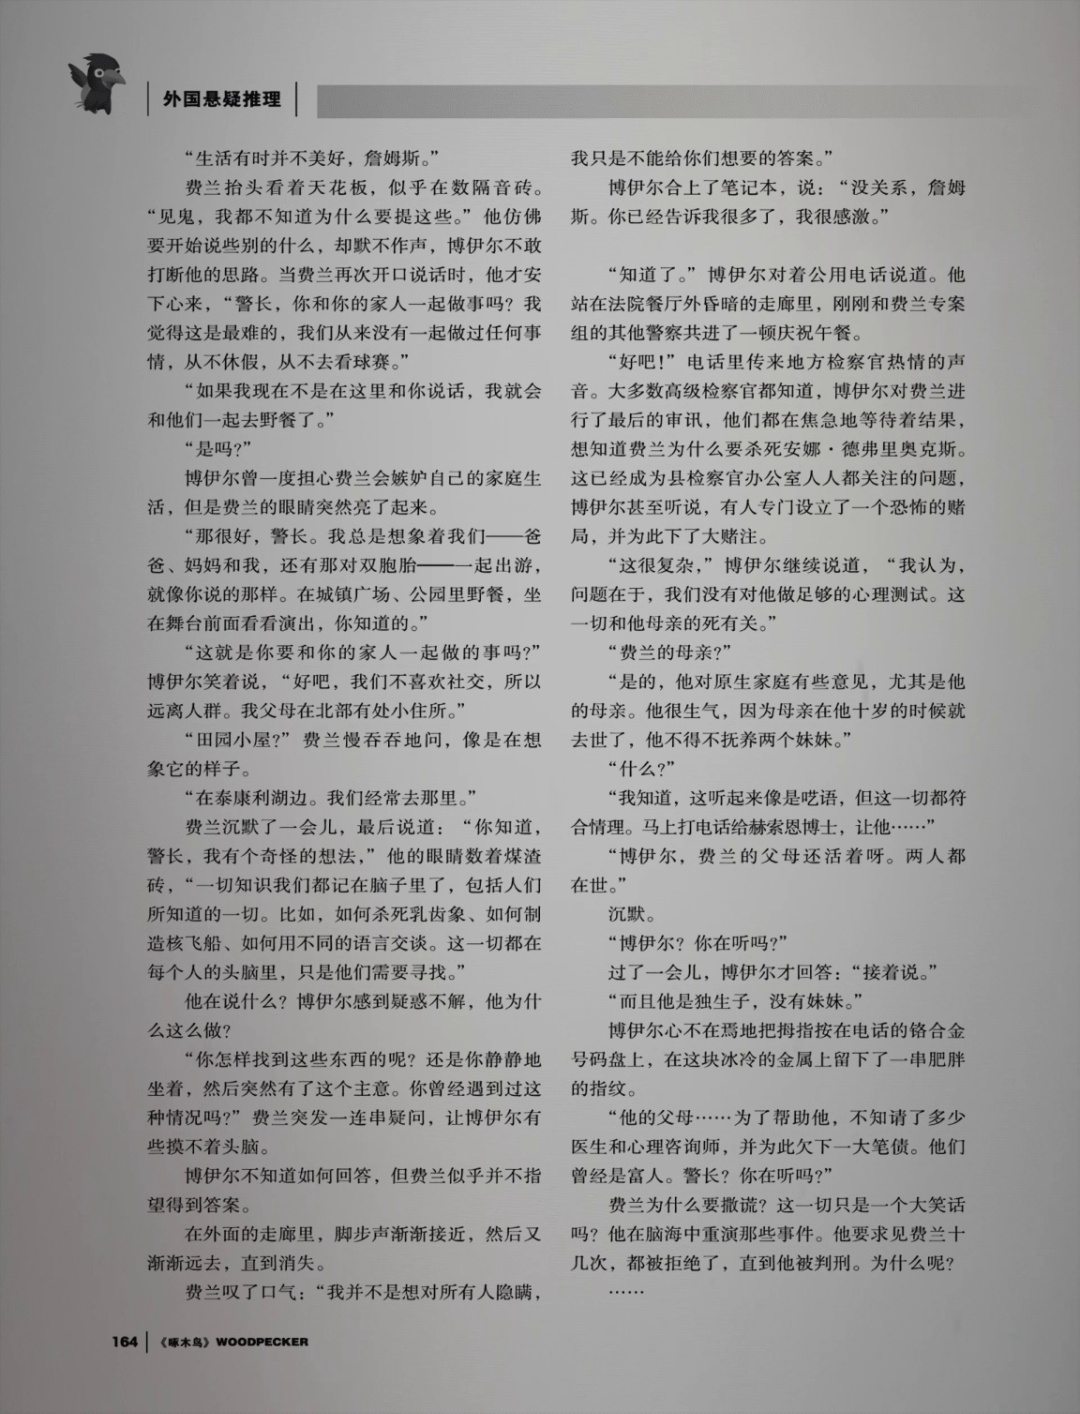 外国悬疑推理
“生活有时并不美好，詹姆斯。”
费兰抬头看着天花板，似乎在数隔音砖。
“见鬼，我都不知道为什么要提这些。”他仿佛
要开始说些别的什么，却默不作声，博伊尔不敢
打断他的思路。当费兰再次开口说话时，他才安
下心来，“警长，你和你的家人一起做事吗？我
觉得这是最难的，我们从来没有一起做过任何事
情，从不休假，从不去看球赛。”
“如果我现在不是在这里和你说话，我就会
和他们一起去野餐了。”
“是吗？”
博伊尔曾一度担心费兰会嫉妒自己的家庭生
活，但是费兰的眼睛突然亮了起来。
“那很好，警长。我总是想象着我们——爸
爸、妈妈和我，还有那对双胞胎——一起出游，
就像你说的那样。在城镇广场、公园里野餐，坐
在舞台前面看看演出，你知道的。”
“这就是你要和你的家人一起做的事吗？”
博伊尔笑着说，“好吧，我们不喜欢社交，所以
远离人群。我父母在北部有处小住所。”
“田园小屋？”费兰慢吞吞地问，像是在想
象它的样子。
“在泰康利湖边。我们经常去那里。”
费兰沉默了一会儿，最后说道：“你知道，
警长，我有个奇怪的想法，”他的眼睛数着煤渣
砖，“一切知识我们都记在脑子里了，包括人们
所知道的一切。比如，如何杀死乳齿象、如何制
造核飞船、如何用不同的语言交谈。这一切都在
每个人的头脑里，只是他们需要寻找。”
他在说什么？博伊尔感到疑惑不解，他为什
么这么做？
“你怎样找到这些东西的呢？还是你静静地
坐着，然后突然有了这个主意。你曾经遇到过这
种情况吗？”费兰突发一连串疑问，让博伊尔有
些摸不着头脑。
博伊尔不知道如何回答，但费兰似乎并不指
望得到答案。
在外面的走廊里，脚步声渐渐接近，然后又
渐渐远去，直到消失。
费兰叹了口气：“我并不是想对所有人隐瞒，
我只是不能给你们想要的答案。”
博伊尔合上了笔记本，说：“没关系，詹姆
斯。你已经告诉我很多了，我很感激。”
“知道了。”博伊尔对着公用电话说道。他
站在法院餐厅外昏暗的走廊里，刚刚和费兰专案
组的其他警察共进了一顿庆祝午餐。
“好吧！”电话里传来地方检察官热情的声
音。大多数高级检察官都知道，博伊尔对费兰进
行了最后的审讯，他们都在焦急地等待着结果，
想知道费兰为什么要杀死安娜·德弗里奥克斯。
这已经成为县检察官办公室人人都关注的问题，
博伊尔甚至听说，有人专门设立了一个恐怖的赌
局，并为此下了大赌注。
“这很复杂，”博伊尔继续说道，“我认为，
问题在于，我们没有对他做足够的心理测试。这
一切和他母亲的死有关。”
“费兰的母亲？”
“是的，他对原生家庭有些意见，尤其是他
的母亲。他很生气，因为母亲在他十岁的时候就
去世了，他不得不抚养两个妹妹。”
“什么？”
“我知道，这听起来像是呓语，但这一切都符
合情理。马上打电话给赫索恩博士，让他……”
“博伊尔，费兰的父母还活着呀。两人都
在世。”
沉默。
“博伊尔？你在听吗？”
过了一会儿，博伊尔才回答：“接着说。”
“而且他是独生子，没有妹妹。”
博伊尔心不在焉地把拇指按在电话的铬合金
号码盘上，在这块冰冷的金属上留下了一串肥胖
的指纹。
“他的父母……为了帮助他，不知请了多少
医生和心理咨询师，并为此欠下一大笔债。他们
曾经是富人。警长？你在听吗？”
费兰为什么要撒谎？这一切只是一个大笑话
吗？他在脑海中重演那些事件。他要求见费兰十
几次，都被拒绝了，直到他被判刑。为什么呢？
……
164《啄木鸟》WOODPECKER